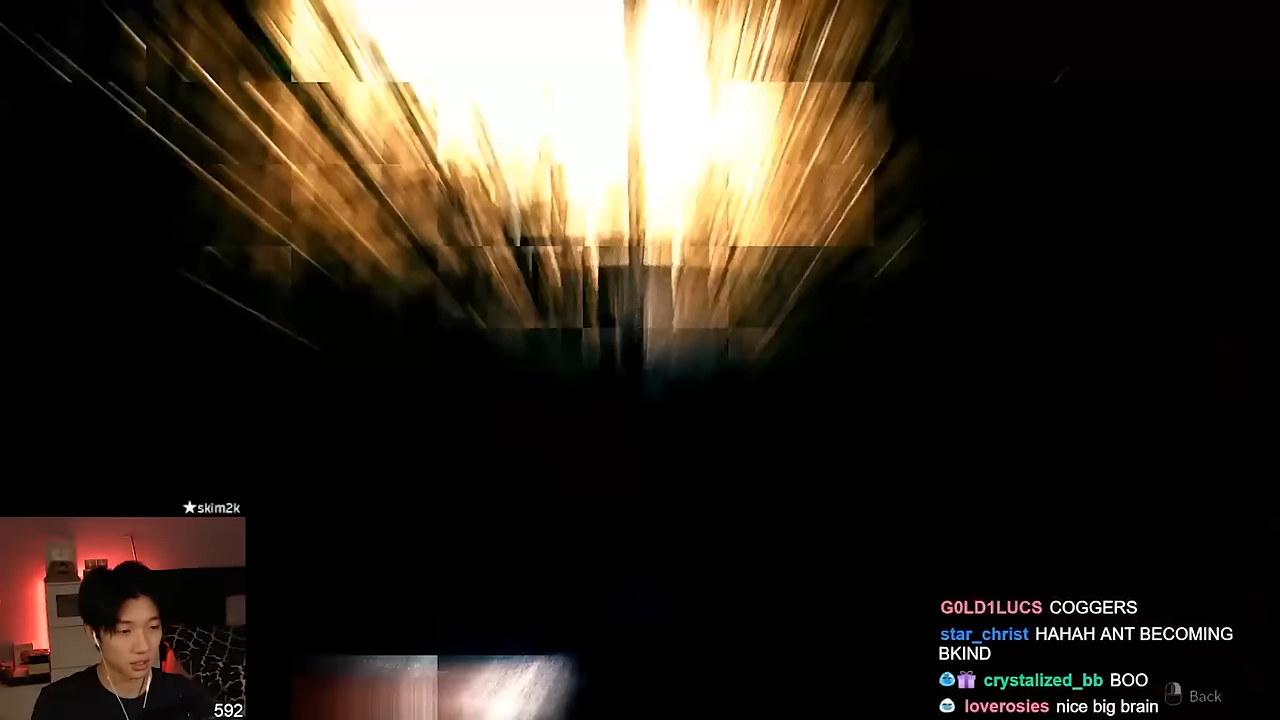 ★skim2k
592
G0LD1LUCS COGGERS
star_christ HAHAH ANT BECOMING
BKIND
crystalized_bb BOO
loverosies nice big brain
Back